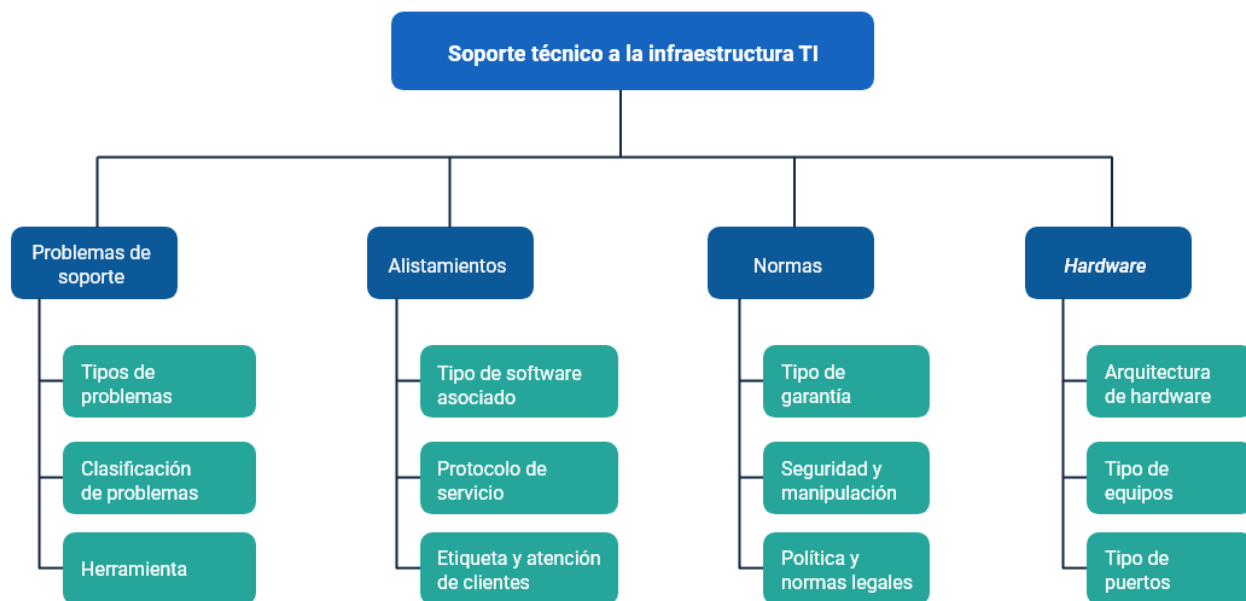 Soporte técnico a la infraestructura TI
Problemas de
soporte
Alistamientos
Normas
Hardware
Tipos de
problemas
Tipo de software
asociado
Tipo de
garantía
Arquitectura
de hardware
Clasificación
de problemas
Protocolo de
servicio
Seguridad y
manipulación
Tipo de
equipos
Herramienta
Etiqueta y atención
de clientes
Política y
normas legales
Tipo de
puertos